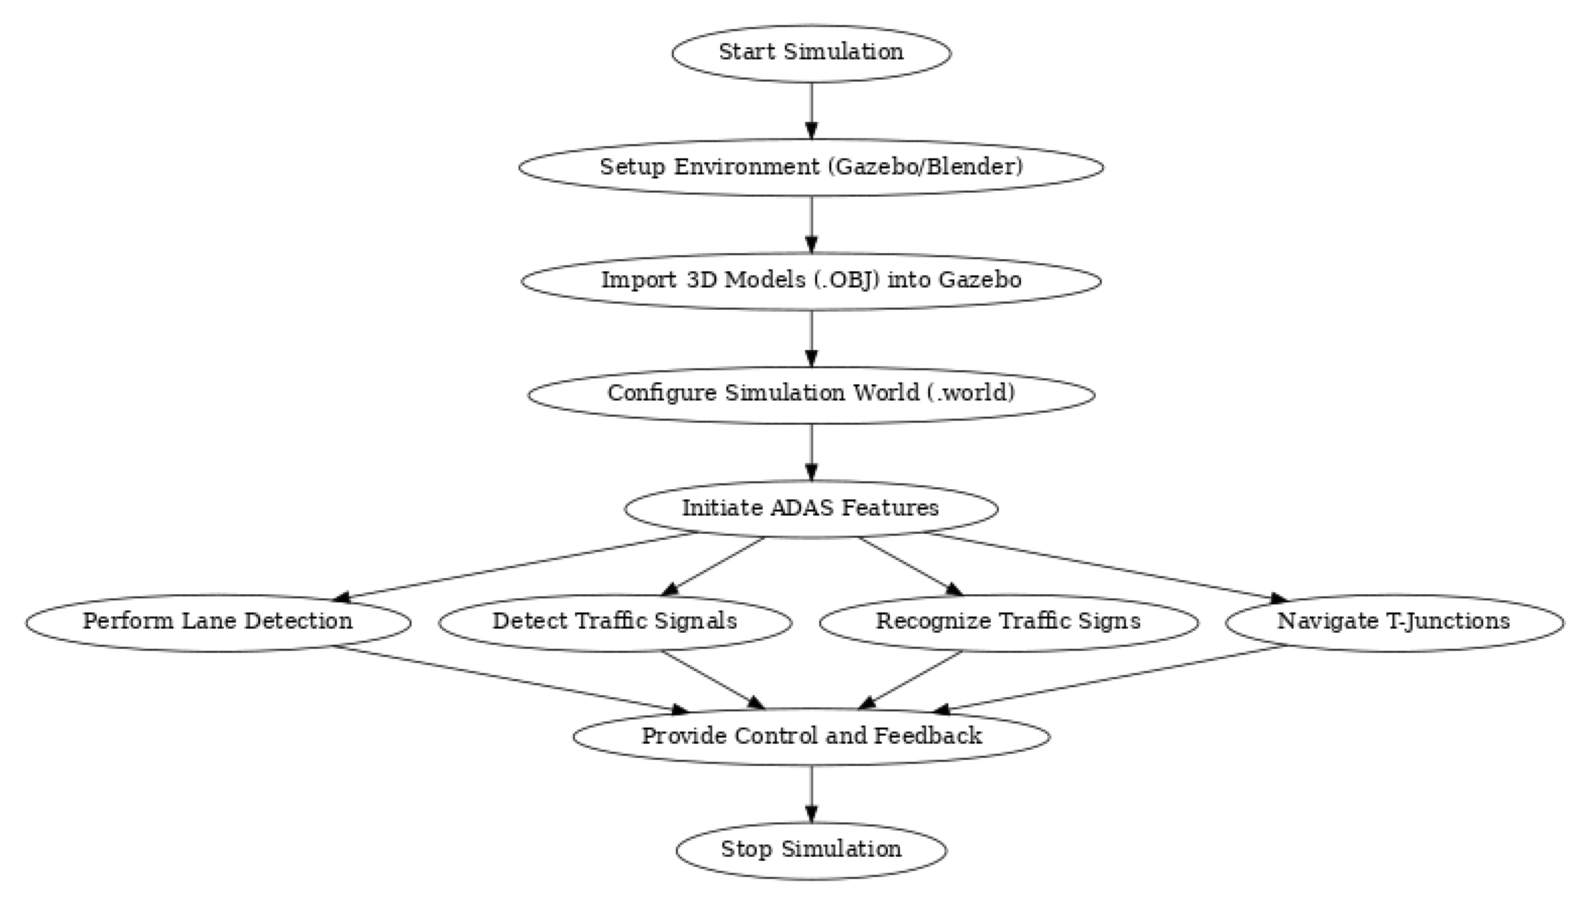 Start Simulation
Setup Environment (Gazebo/Blender)
Import 3D Models (.OBJ) into Gazebo
Configure Simulation World (.world)
Initiate ADAS Features
Perform Lane Detection
Detect Traffic Signals
Recognize Traffic Signs
Navigate T-Junctions
Provide Control and Feedback
Stop Simulation